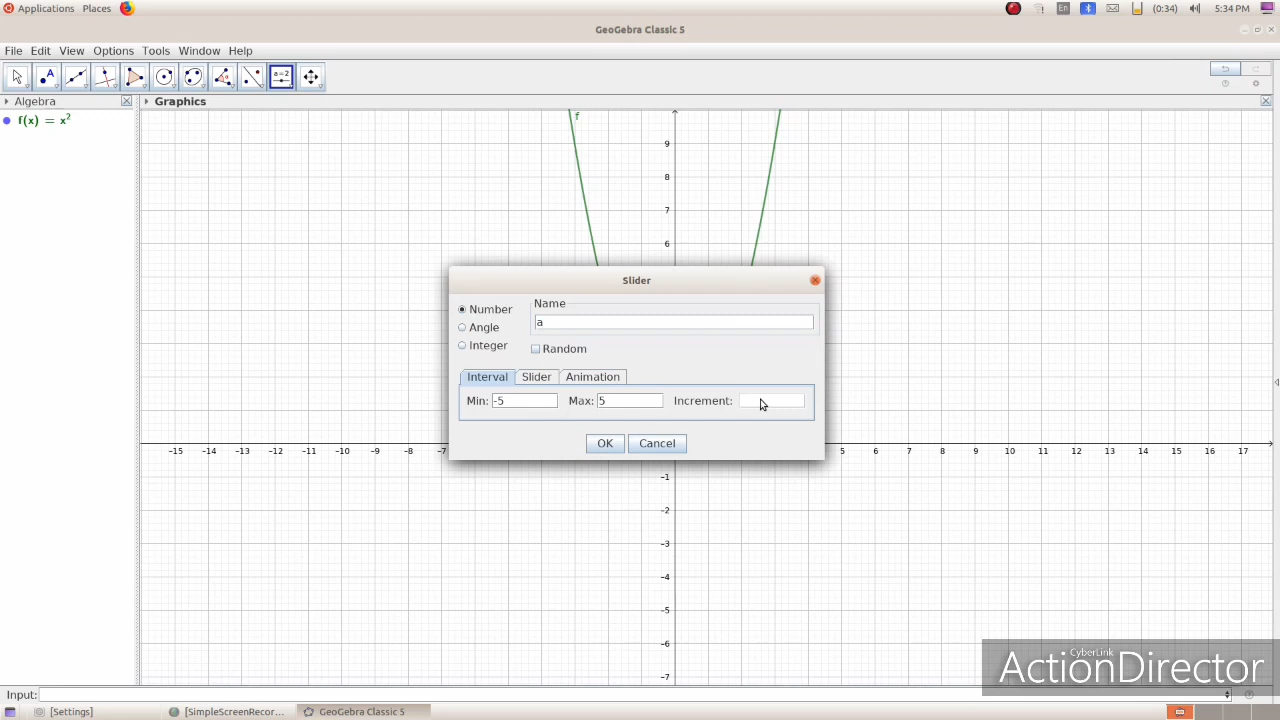 Applications Places En (0:34) 5:34 PM
GeoGebra Classic 5
File Edit View Options Tools Window Help
A a=2
Algebra Graphics
f(x) = x²
f
9
8
7
6
Slider
Number Name
a
Angle
Integer Random
Interval Slider Animation
Min: -5 Max: 5 Increment:
OK Cancel
-15 -14 -13 -12 -11 -10 -9 -8 -7 5 6 7 8 9 10 11 12 13 14 15 16 17
-1
-2
-3
-4
-5
-6
-7
CyberLink
ActionDirector
Input:
[Settings] [SimpleScreenRecor... GeoGebra Classic 5